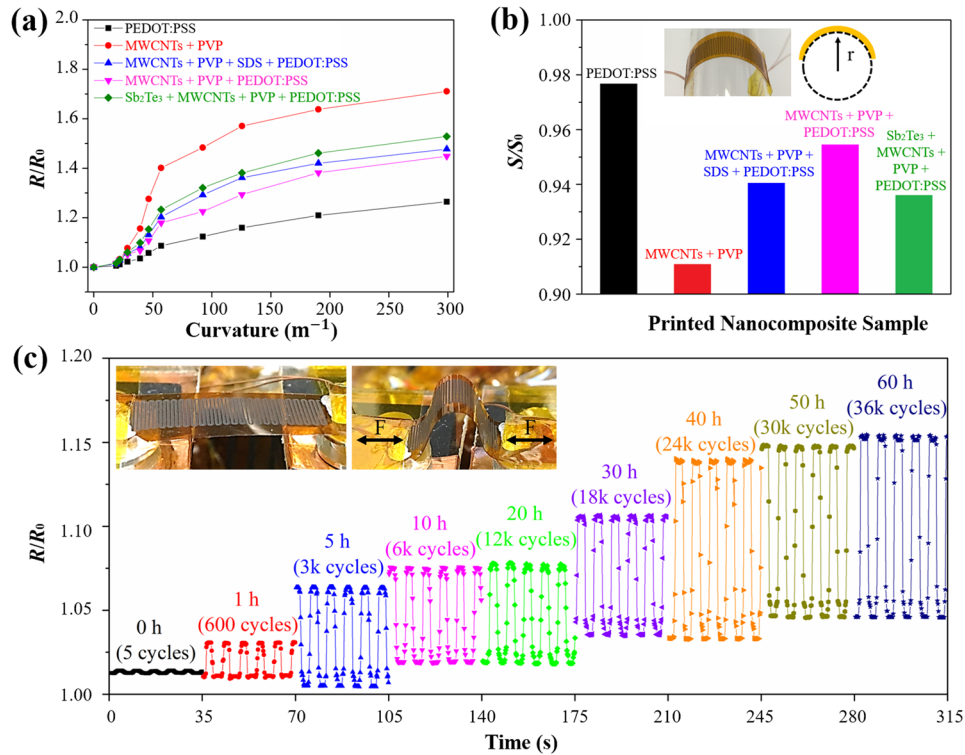 (a)
2.0
1.8
1.6
1.4
1.2
1.0
R/R₀
PEDOT:PSS
MWCNTs + PVP
MWCNTs + PVP + SDS + PEDOT:PSS
MWCNTs + PVP + PEDOT:PSS
Sb₂Te₃ + MWCNTs + PVP + PEDOT:PSS
0 50 100 150 200 250 300
Curvature (m⁻¹)
(b)
1.00
0.98
0.96
0.94
0.92
0.90
S/S₀
r
PEDOT:PSS
MWCNTs + PVP
MWCNTs + PVP +
SDS + PEDOT:PSS
MWCNTs + PVP +
PEDOT:PSS
Sb₂Te₃ +
MWCNTs +
PVP +
PEDOT:PSS
Printed Nanocomposite Sample
(c)
1.20
1.15
1.10
1.05
1.00
R/R₀
F F
0 h
(5 cycles)
1 h
(600 cycles)
5 h
(3k cycles)
10 h
(6k cycles)
20 h
(12k cycles)
30 h
(18k cycles)
40 h
(24k cycles)
50 h
(30k cycles)
60 h
(36k cycles)
0 35 70 105 140 175 210 245 280 315
Time (s)